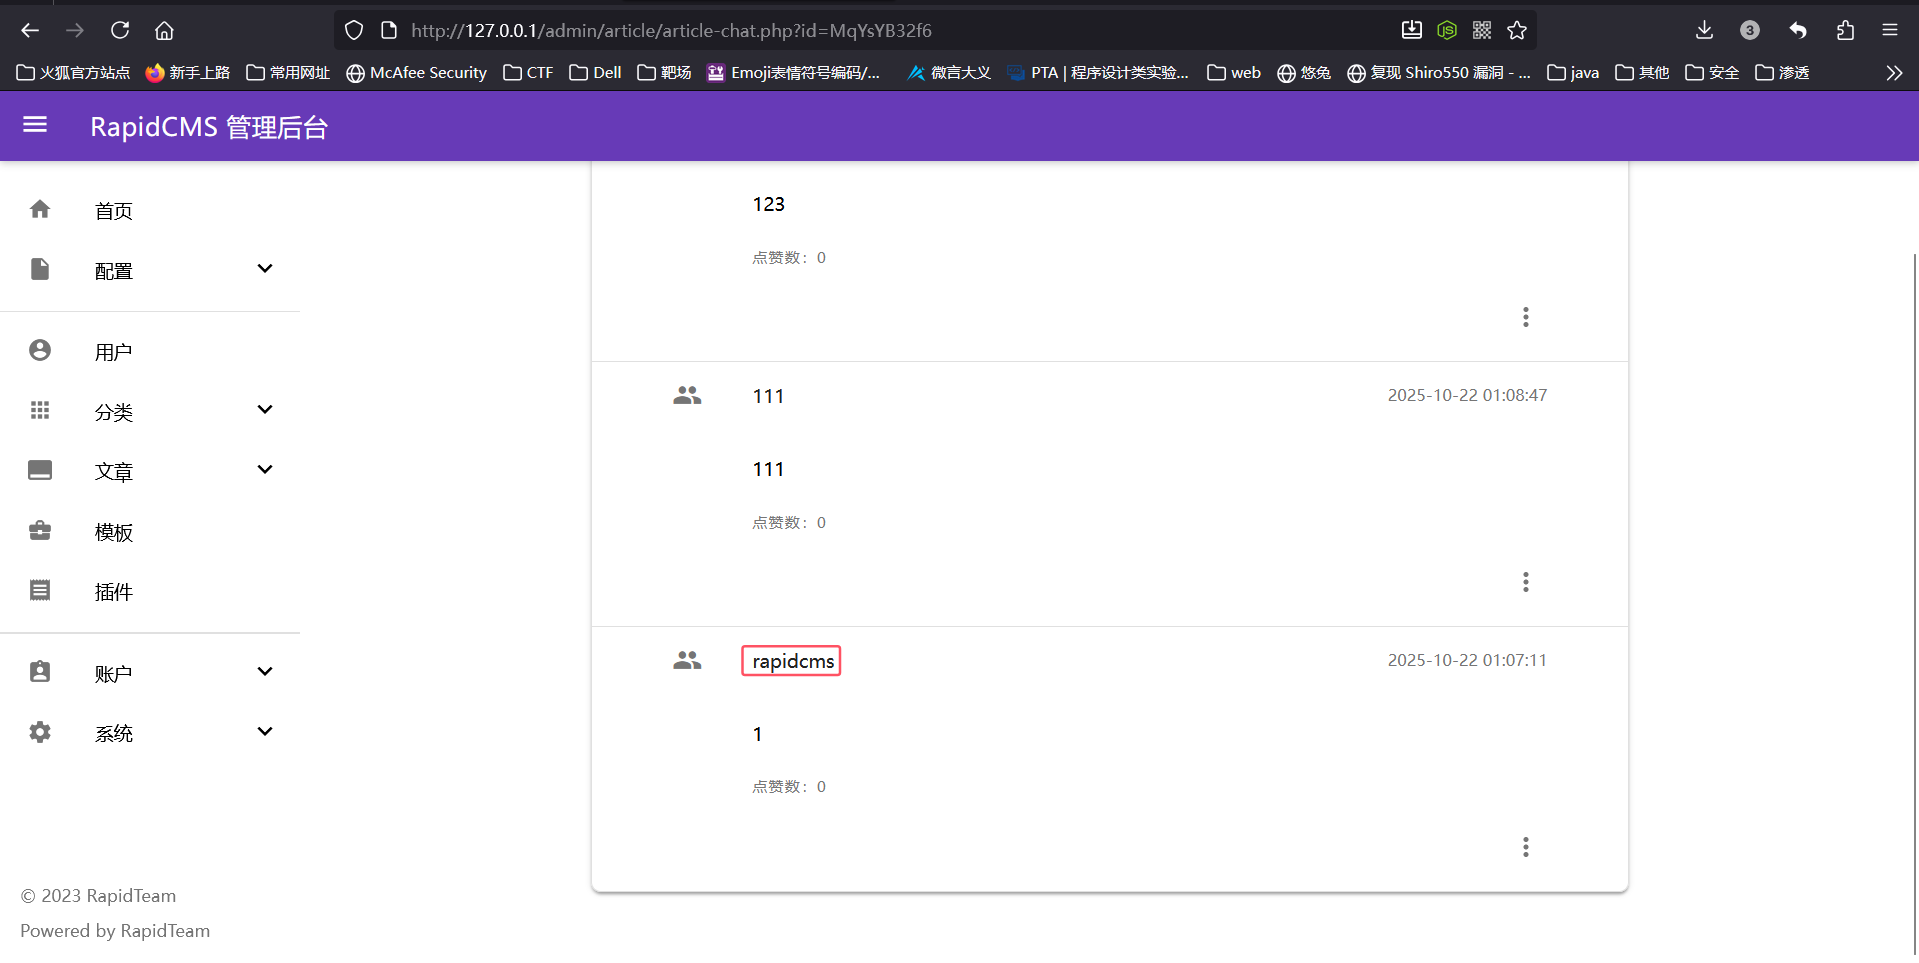 http://127.0.0.1/admin/article/article-chat.php?id=MqYsYB32f6
3
火狐官方站点 新手上路 常用网址 McAfee Security CTF Dell 靶场 Emoji表情符号编码/... 微言大义 PTA | 程序设计类实验... web 悠兔 复现 Shiro550 漏洞 - ... java 其他 安全 渗透
RapidCMS 管理后台
首页
配置
用户
分类
文章
模板
插件
账户
系统
© 2023 RapidTeam
Powered by RapidTeam
123
点赞数：0
111 2025-10-22 01:08:47
111
点赞数：0
rapidcms 2025-10-22 01:07:11
1
点赞数：0